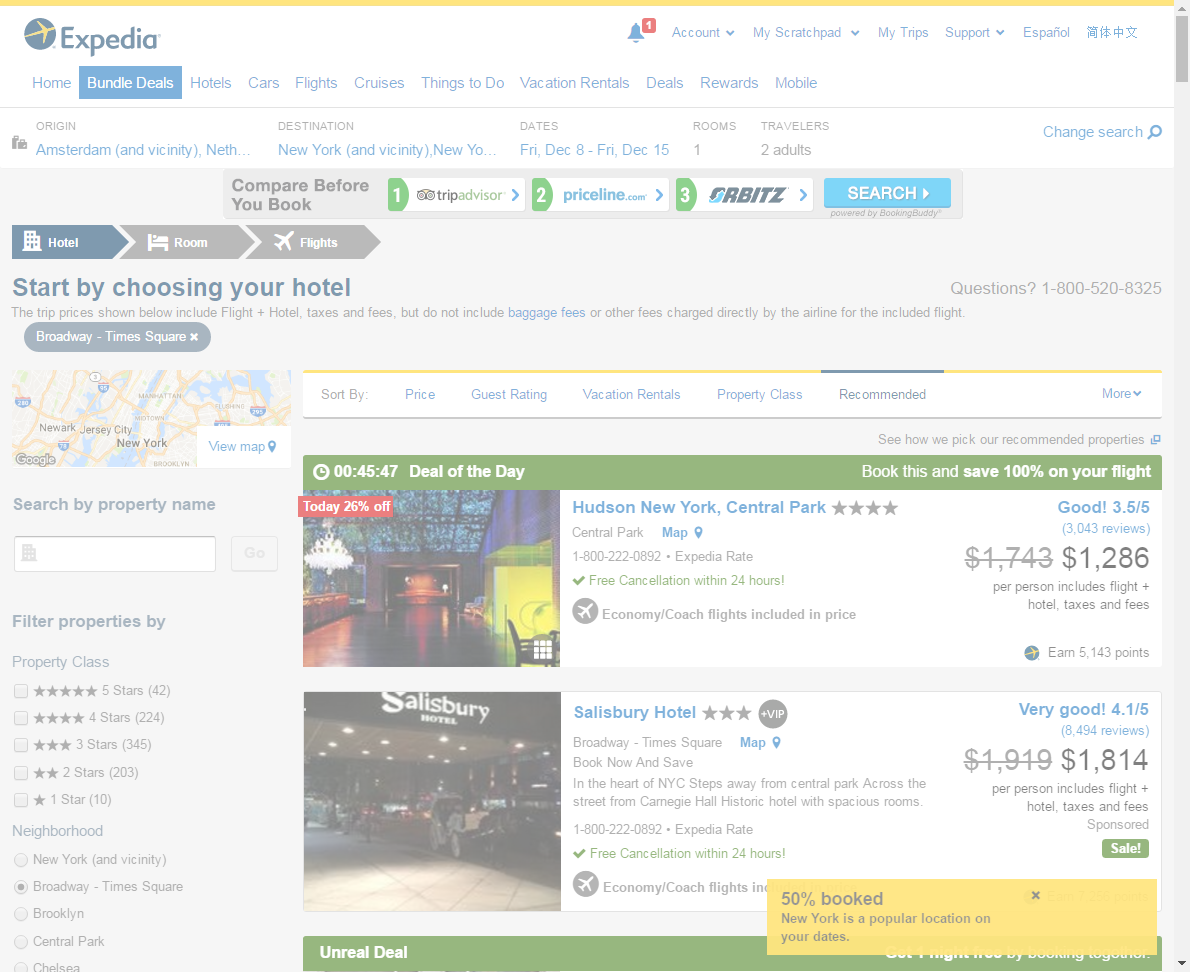 Expedia
1
Account
My Scratchpad
My Trips
Support
Español
简体中文
Home
Bundle Deals
Hotels
Cars
Flights
Cruises
Things to Do
Vacation Rentals
Deals
Rewards
Mobile
ORIGIN
DESTINATION
DATES
ROOMS
TRAVELERS
Amsterdam (and vicinity), Neth...
New York (and vicinity),New Yo...
Fri, Dec 8 - Fri, Dec 15
1
2 adults
Change search
Compare Before
You Book
1 tripadvisor
2 priceline.com
3 ORBITZ
SEARCH
powered by BookingBuddy
Hotel
Room
Flights
Start by choosing your hotel
Questions? 1-800-520-8325
The trip prices shown below include Flight + Hotel, taxes and fees, but do not include baggage fees or other fees charged directly by the airline for the included flight.
Broadway - Times Square
MANHATTAN
FLUSHING
MIDTOWN
Newark
Jersey City
New York
BROOKLYN
Google
3
95
280
495
295
78
View map
Sort By:
Price
Guest Rating
Vacation Rentals
Property Class
Recommended
More
See how we pick our recommended properties
Search by property name
Go
Filter properties by
Property Class
5 Stars (42)
4 Stars (224)
3 Stars (345)
2 Stars (203)
1 Star (10)
Neighborhood
New York (and vicinity)
Broadway - Times Square
Brooklyn
Central Park
Chelsea
00:45:47 Deal of the Day
Book this and save 100% on your flight
Today 26% off
Hudson New York, Central Park
Central Park
Map
1-800-222-0892 • Expedia Rate
Free Cancellation within 24 hours!
Economy/Coach flights included in price
Good! 3.5/5
(3,043 reviews)
$1,743 $1,286
per person includes flight +
hotel, taxes and fees
Earn 5,143 points
Salisbury
HOTEL
Salisbury Hotel
+VIP
Broadway - Times Square
Map
Book Now And Save
In the heart of NYC Steps away from central park Across the
street from Carnegie Hall Historic hotel with spacious rooms.
1-800-222-0892 • Expedia Rate
Free Cancellation within 24 hours!
Economy/Coach flights
Very good! 4.1/5
(8,494 reviews)
$1,919 $1,814
per person includes flight +
hotel, taxes and fees
Sponsored
Sale!
50% booked
New York is a popular location on
your dates.
Unreal Deal
Get 1 night free by booking together.